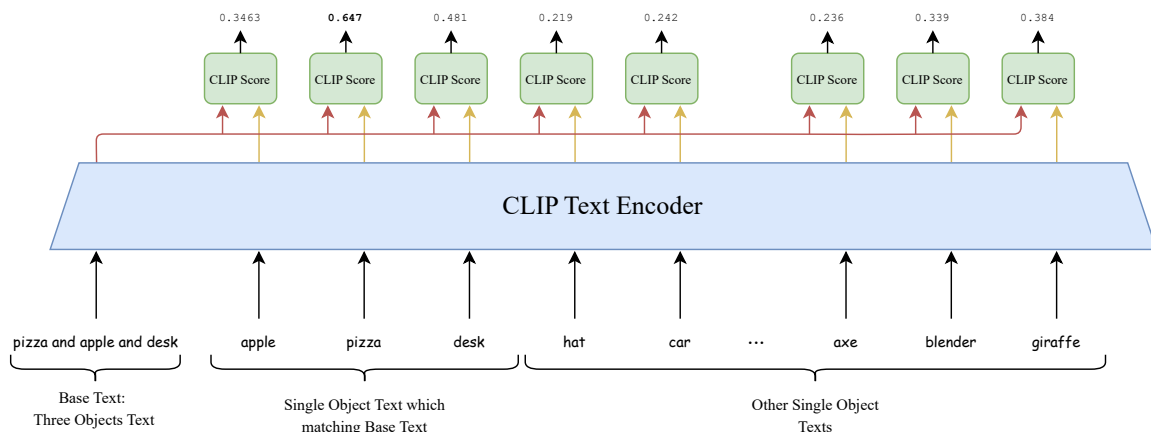 0.3463 0.647 0.481 0.219 0.242 0.236 0.339 0.384
CLIP Score CLIP Score CLIP Score CLIP Score CLIP Score CLIP Score CLIP Score CLIP Score
CLIP Text Encoder
pizza and apple and desk apple pizza desk hat car ... axe blender giraffe
Base Text:
Three Objects Text
Single Object Text which
matching Base Text
Other Single Object
Texts